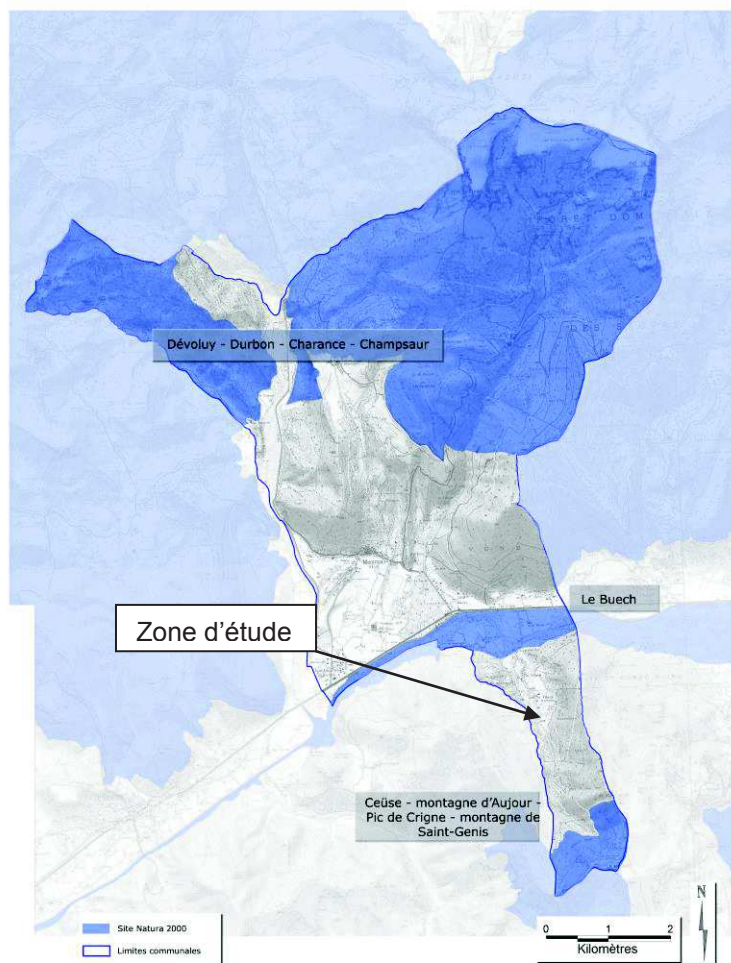 Dévoluy - Durbon - Charance - Champsaur
Le Buech
Zone d'étude
Ceüse - montagne d'Aujour -
Pic de Crigne - montagne de
Saint-Genis
N
Site Natura 2000
Limites communales
0 1 2
Kilomètres